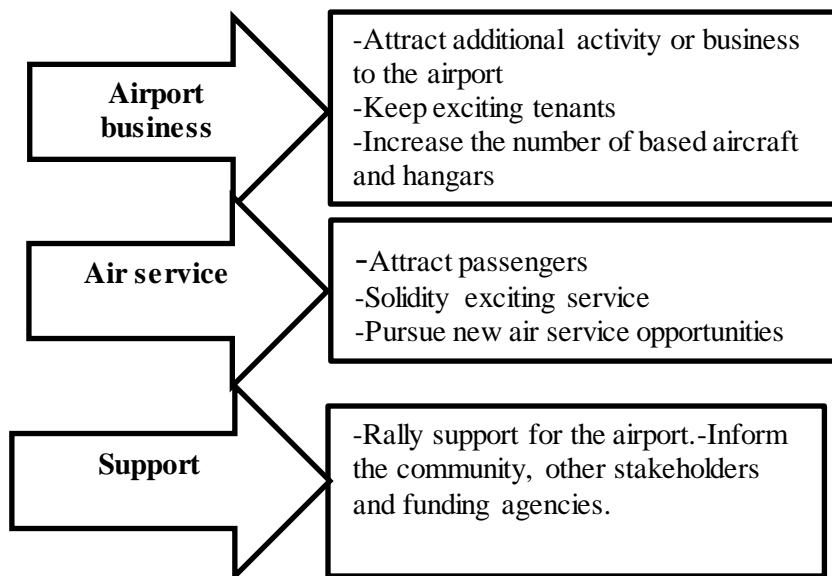 Airport
business
-Attract additional activity or business
to the airport
-Keep exciting tenants
-Increase the number of based aircraft
and hangars
Air service
-Attract passengers
-Solidity exciting service
-Pursue new air service opportunities
Support
-Rally support for the airport.-Inform
the community, other stakeholders
and funding agencies.